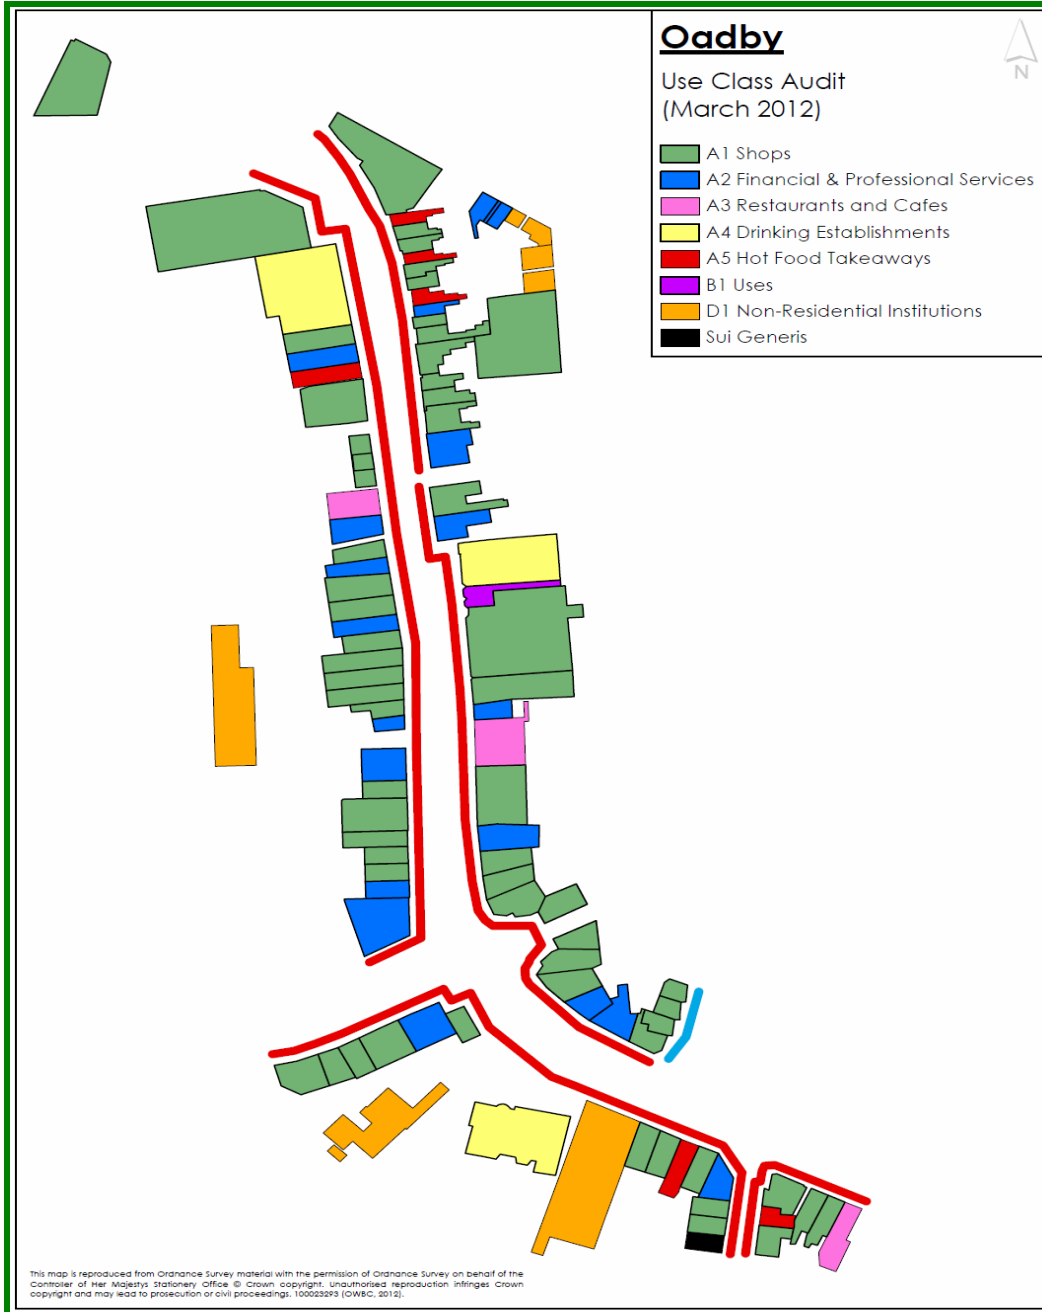 Oadby
N
Use Class Audit
(March 2012)
A1 Shops
A2 Financial & Professional Services
A3 Restaurants and Cafes
A4 Drinking Establishments
A5 Hot Food Takeaways
B1 Uses
D1 Non-Residential Institutions
Sui Generis
This map is reproduced from Ordnance Survey material with the permission of Ordnance Survey on behalf of the
Controller of Her Majestys Stationery Office © Crown copyright. Unauthorised reproduction infringes Crown
copyright and may lead to prosecution or civil proceedings. 100023293 (OWBC, 2012).